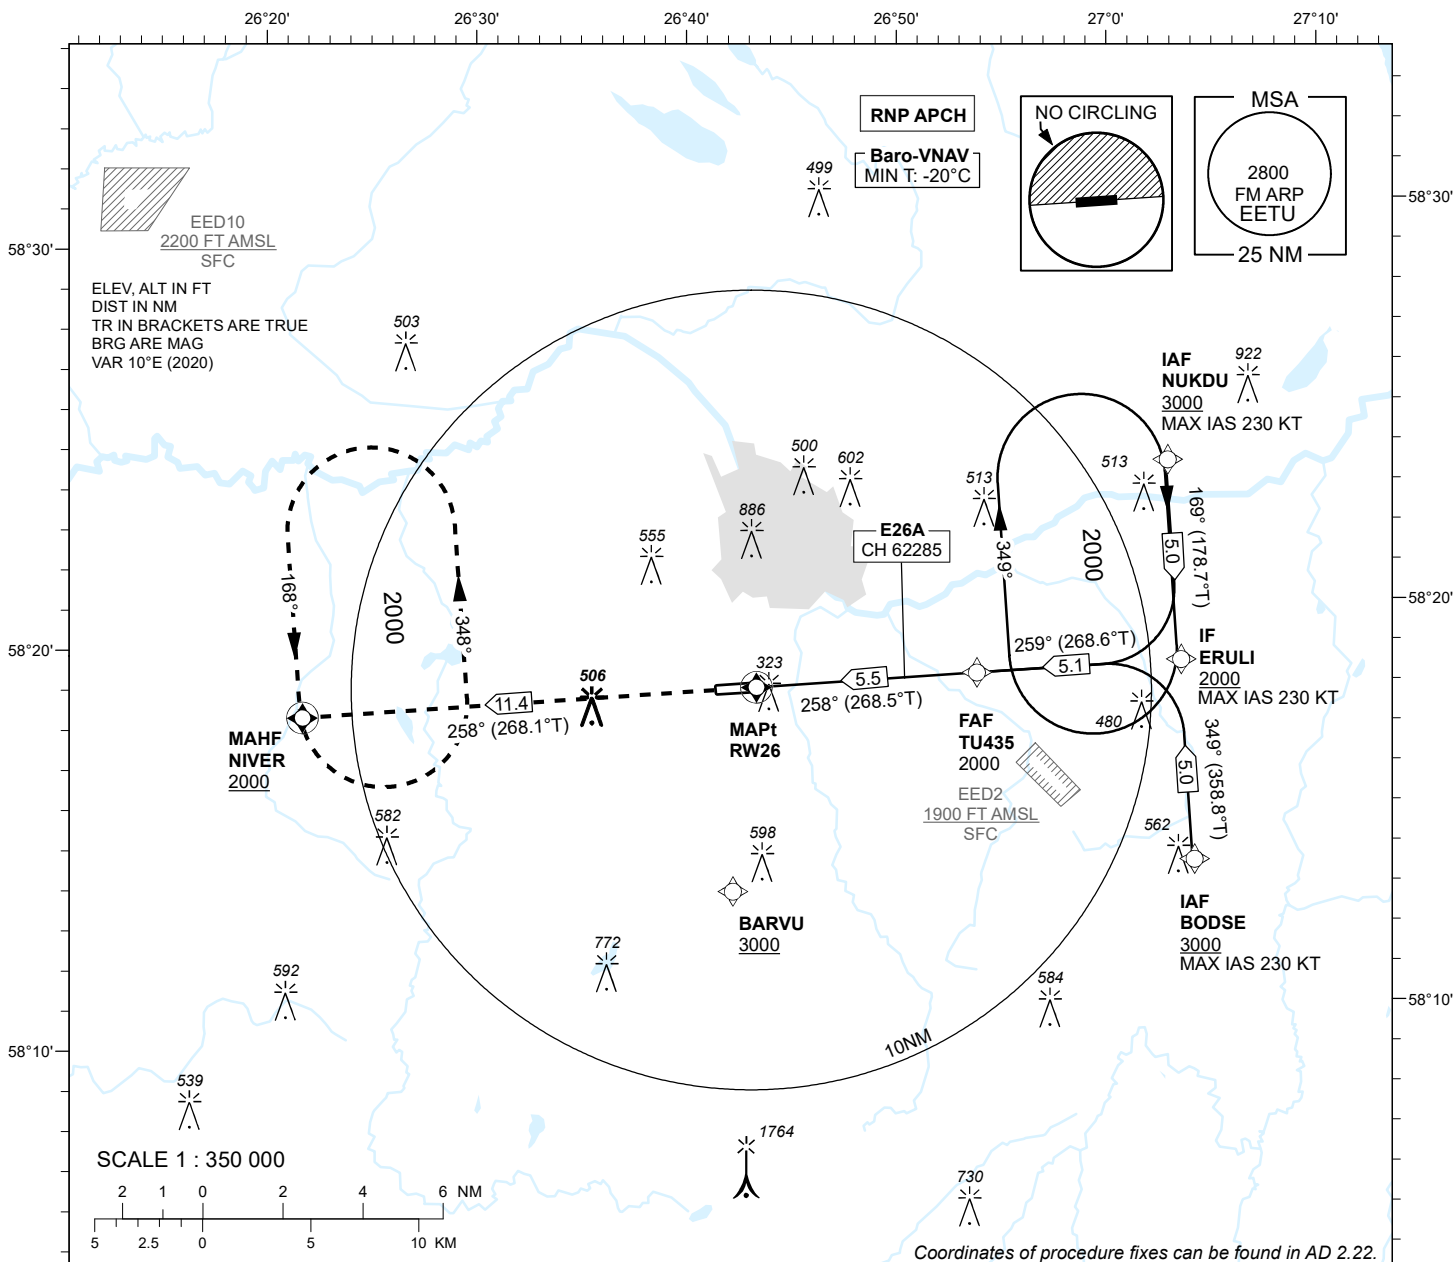 26°20'
26°30'
26°40'
26°50'
27°0'
27°10'
58°30'
58°20'
58°10'
58°30'
58°20'
58°10'
RNP APCH
Baro-VNAV
MIN T: -20°C
NO CIRCLING
MSA
2800
FM ARP
EETU
25 NM
EED10
2200 FT AMSL
SFC
ELEV, ALT IN FT
DIST IN NM
TR IN BRACKETS ARE TRUE
BRG ARE MAG
VAR 10°E (2020)
499
503
IAF
NUKDU
3000
MAX IAS 230 KT
922
500
602
513
513
886
555
E26A
CH 62285
349°
2000
169° (178.7°T)
5.0
168°
2000
348°
259° (268.6°T)
5.1
IF
ERULI
2000
MAX IAS 230 KT
506
323
5.5
258° (268.5°T)
11.4
258° (268.1°T)
MAHF
NIVER
2000
MAPt
RW26
FAF
TU435
2000
480
349° (358.8°T)
5.0
EED2
1900 FT AMSL
SFC
582
598
562
BARVU
3000
IAF
BODSE
3000
MAX IAS 230 KT
772
592
584
10NM
539
1764
730
SCALE 1 : 350 000
2 1 0 2 4 6 NM
5 2.5 0 5 10 KM
Coordinates of procedure fixes can be found in AD 2.22.